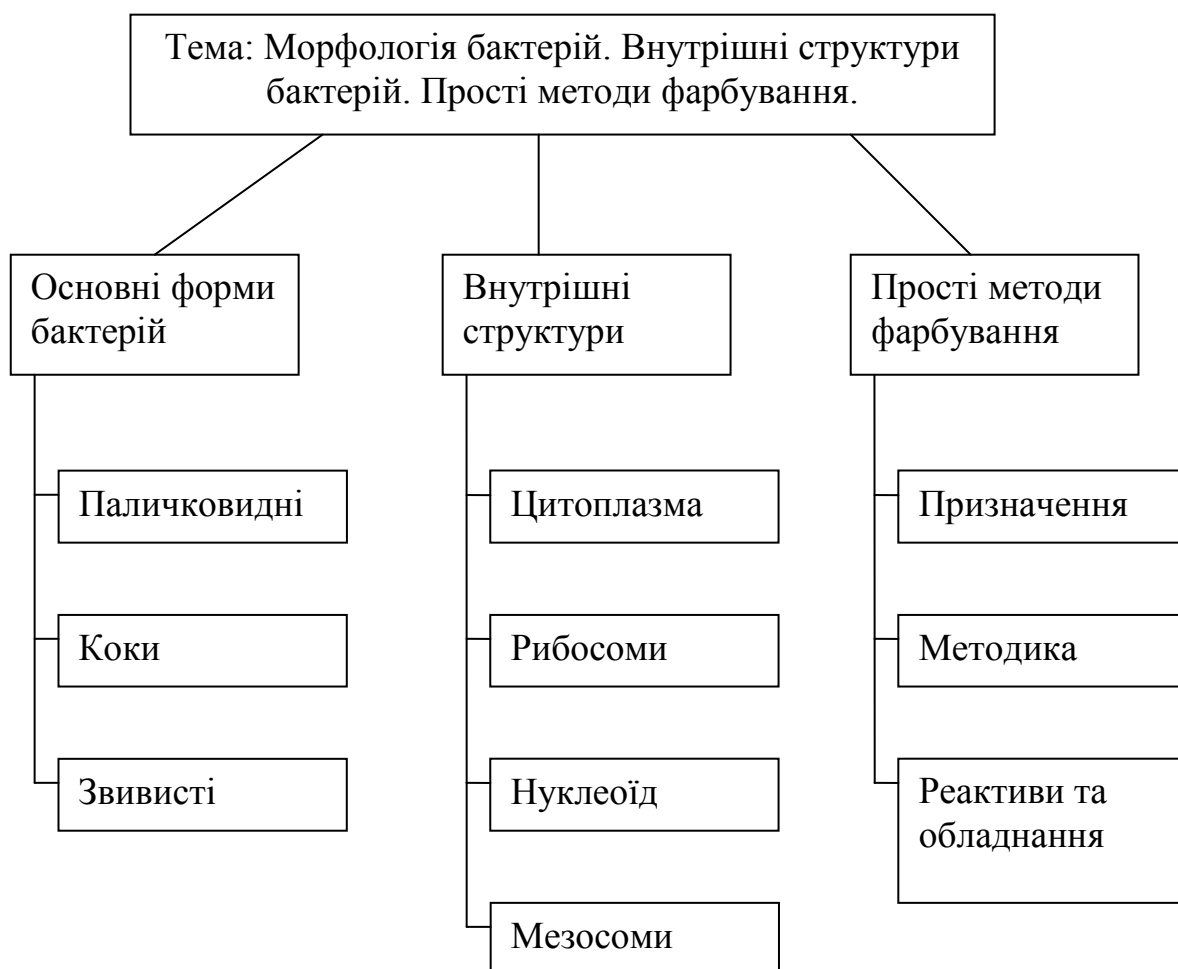 Тема: Морфологія бактерій. Внутрішні структури
бактерій. Прості методи фарбування.
Основні форми
бактерій
Паличковидні
Коки
Звивисті
Внутрішні
структури
Цитоплазма
Рибосоми
Нуклеоїд
Мезосоми
Прості методи
фарбування
Призначення
Методика
Реактиви та
обладнання